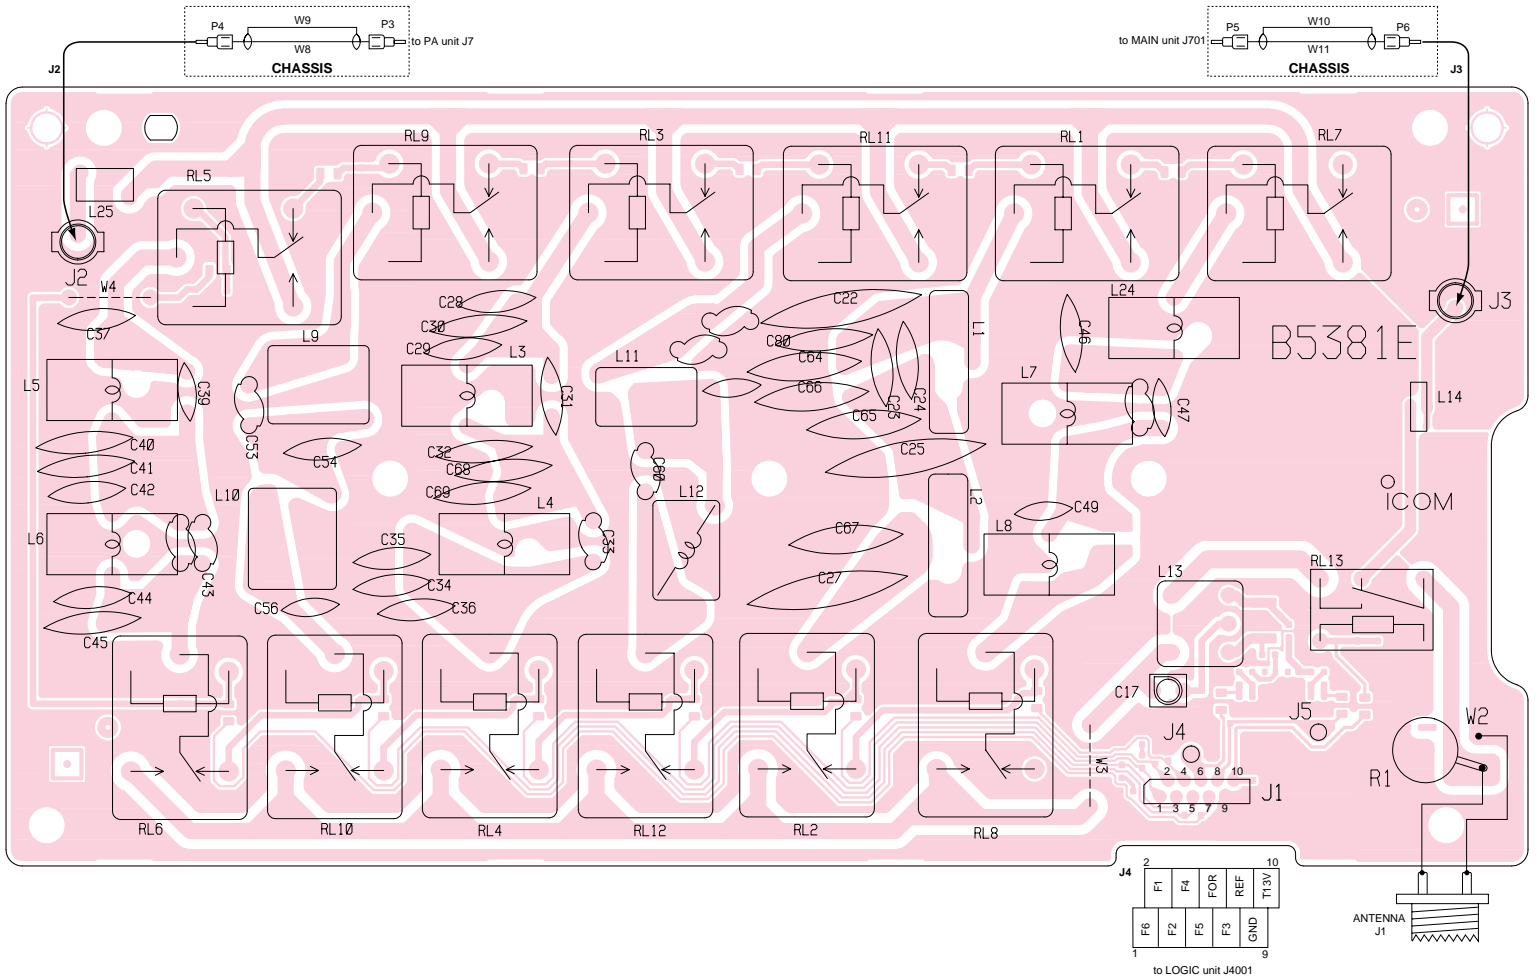 P4
W9
P3
to PA unit J7
W8
CHASSIS
J2
to MAIN unit J701
P5
W10
P6
W11
CHASSIS
J3
RL9
RL3
RL11
RL1
RL7
RL5
L25
J2
W4
C37
C28
C30
C29
L3
C22
C80
C64
C66
C65
C23
C24
C25
L1
C46
L24
J3
B5381E
L9
L5
C39
C53
C54
L11
C31
L7
C47
L14
C40
C41
C42
C32
C68
C69
C60
L10
L12
L4
C33
L2
C49
L8
ICOM
L6
C43
C35
C34
C36
C67
C27
C44
C45
C56
L13
RL13
C17
J5
J4
W2
W3
R1
2 4 6 8 10
J1
1 3 5 7 9
RL6
RL10
RL4
RL12
RL2
RL8
J4
2
10
F1 F4 FOR REF T13V
F6 F2 F5 F3 GND
1
9
to LOGIC unit J4001
ANTENNA
J1